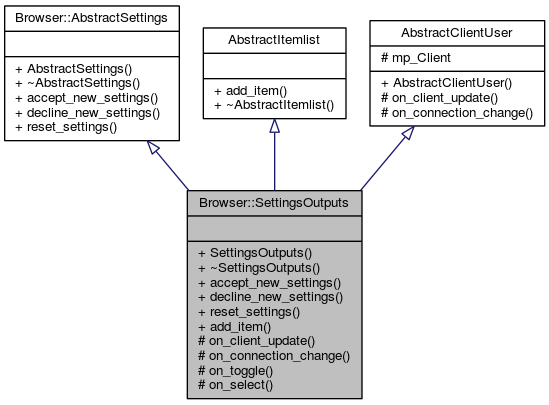 Browser::AbstractSettings
+ AbstractSettings()
+ ~AbstractSettings()
+ accept_new_settings()
+ decline_new_settings()
+ reset_settings()
AbstractItemlist
+ add_item()
+ ~AbstractItemlist()
AbstractClientUser
# mp_Client
+ AbstractClientUser()
# on_client_update()
# on_connection_change()
Browser::SettingsOutputs
+ SettingsOutputs()
+ ~SettingsOutputs()
+ accept_new_settings()
+ decline_new_settings()
+ reset_settings()
+ add_item()
# on_client_update()
# on_connection_change()
# on_toggle()
# on_select()